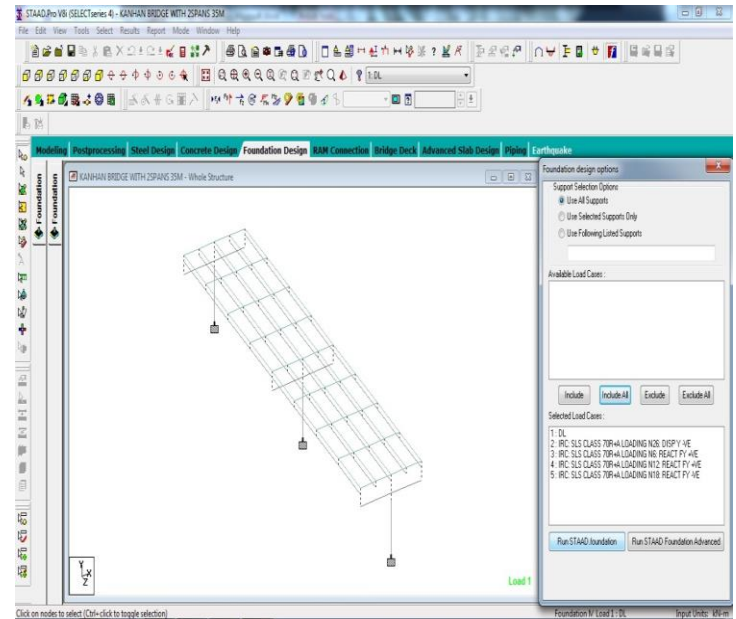 STAAD.Pro V8i (SELECTseries 4) - KANHAN BRIDGE WITH 2SPANS 35M
File Edit View Tools Select Results Report Mode Window Help
1: DL
Modeling Postprocessing Steel Design Concrete Design Foundation Design RAM Connection Bridge Deck Advanced Slab Design Piping Earthquake
Foundation
Foundation
KANHAN BRIDGE WITH 2SPANS 35M - Whole Structure
Y
X
Z
Load 1
Foundation design options
Support Selection Options
Use All Supports
Use Selected Supports Only
Use Following Listed Supports
Available Load Cases :
Include Include All Exclude Exclude All
Selected Load Cases :
1 : DL
2 : IRC: SLS CLASS 70R+A LOADING N26: DISP Y -VE
3 : IRC: SLS CLASS 70R+A LOADING N6: REACT FY +VE
4 : IRC: SLS CLASS 70R+A LOADING N12: REACT FY +VE
5 : IRC: SLS CLASS 70R+A LOADING N18: REACT FY -VE
Run STAAD.foundation Run STAAD Foundation Advanced
Click on nodes to select (Ctrl+click to toggle selection) Foundation Load 1 : DL Input Units: kN-m